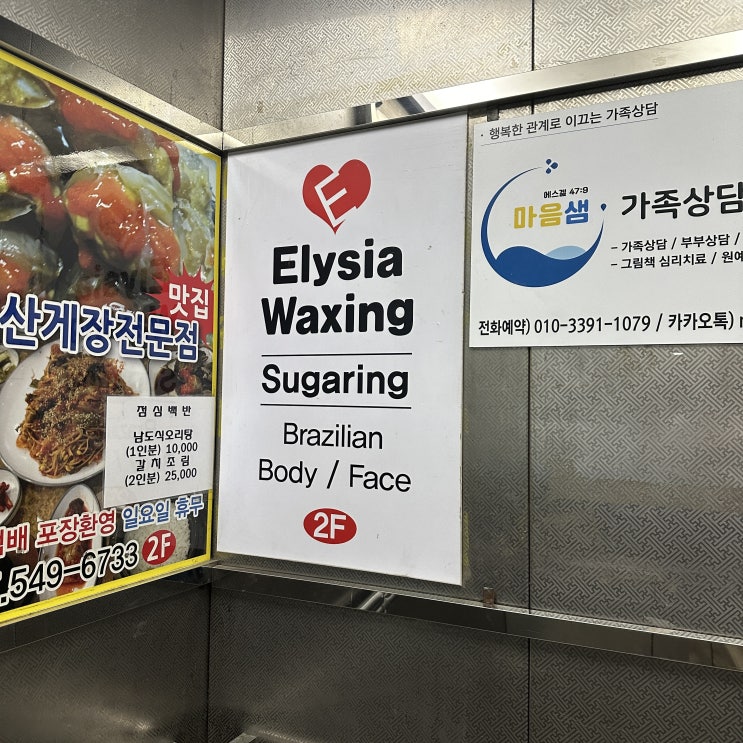 맛집
산게장전문점
점심백반
남도식오리탕
(1인분) 10,000
갈치조림
(2인분) 25,000
포장환영 일요일 휴무
549-6733 2F
E
Elysia
Waxing
Sugaring
Brazilian
Body / Face
2F
· 행복한 관계로 이끄는 가족상담
에스겔 47:9
마음샘
가족상담
- 가족상담 / 부부상담 /
- 그림책 심리치료 / 원예
전화예약) 010-3391-1079 / 카카오톡)